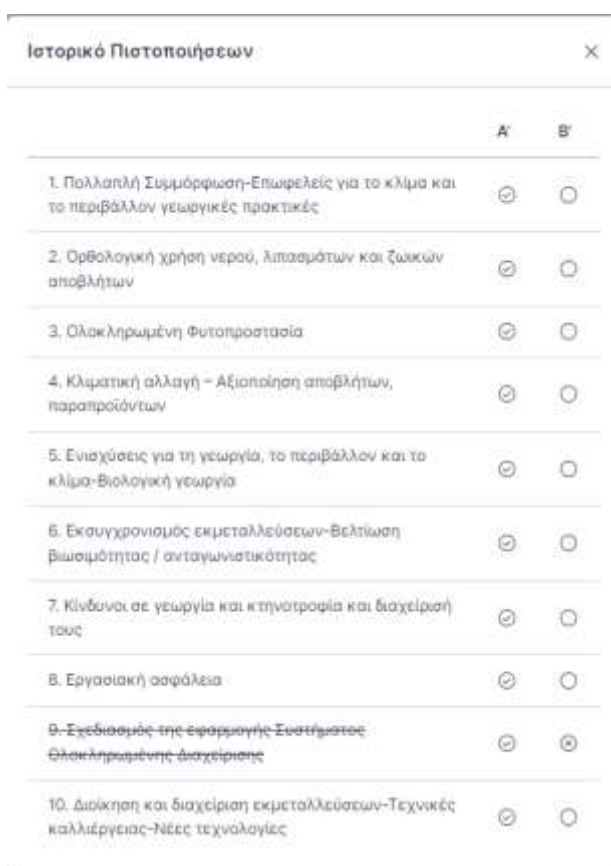 Ιστορικό Πιστοποιήσεων
Α' Β'
1. Πολλαπλή Συμμόρφωση-Επωφελείς για το κλίμα και
το περιβάλλον γεωργικές πρακτικές
2. Ορθολογική χρήση νερού, λιπασμάτων και ζωικών
αποβλήτων
3. Ολοκληρωμένη Φυτοπροστασία
4. Κλιματική αλλαγή – Αξιοποίηση αποβλήτων,
παραπροϊόντων
5. Ενισχύσεις για τη γεωργία, το περιβάλλον και το
κλίμα-Βιολογική γεωργία
6. Εκσυγχρονισμός εκμεταλλεύσεων-Βελτίωση
βιωσιμότητας / ανταγωνιστικότητας
7. Κίνδυνοι σε γεωργία και κτηνοτροφία και διαχείρισή
τους
8. Εργασιακή ασφάλεια
9. Σχεδιασμός της εφαρμογής Συστήματος
Ολοκληρωμένης Διαχείρισης
10. Διοίκηση και διαχείριση εκμεταλλεύσεων-Τεχνικές
καλλιέργειας-Νέες τεχνολογίες